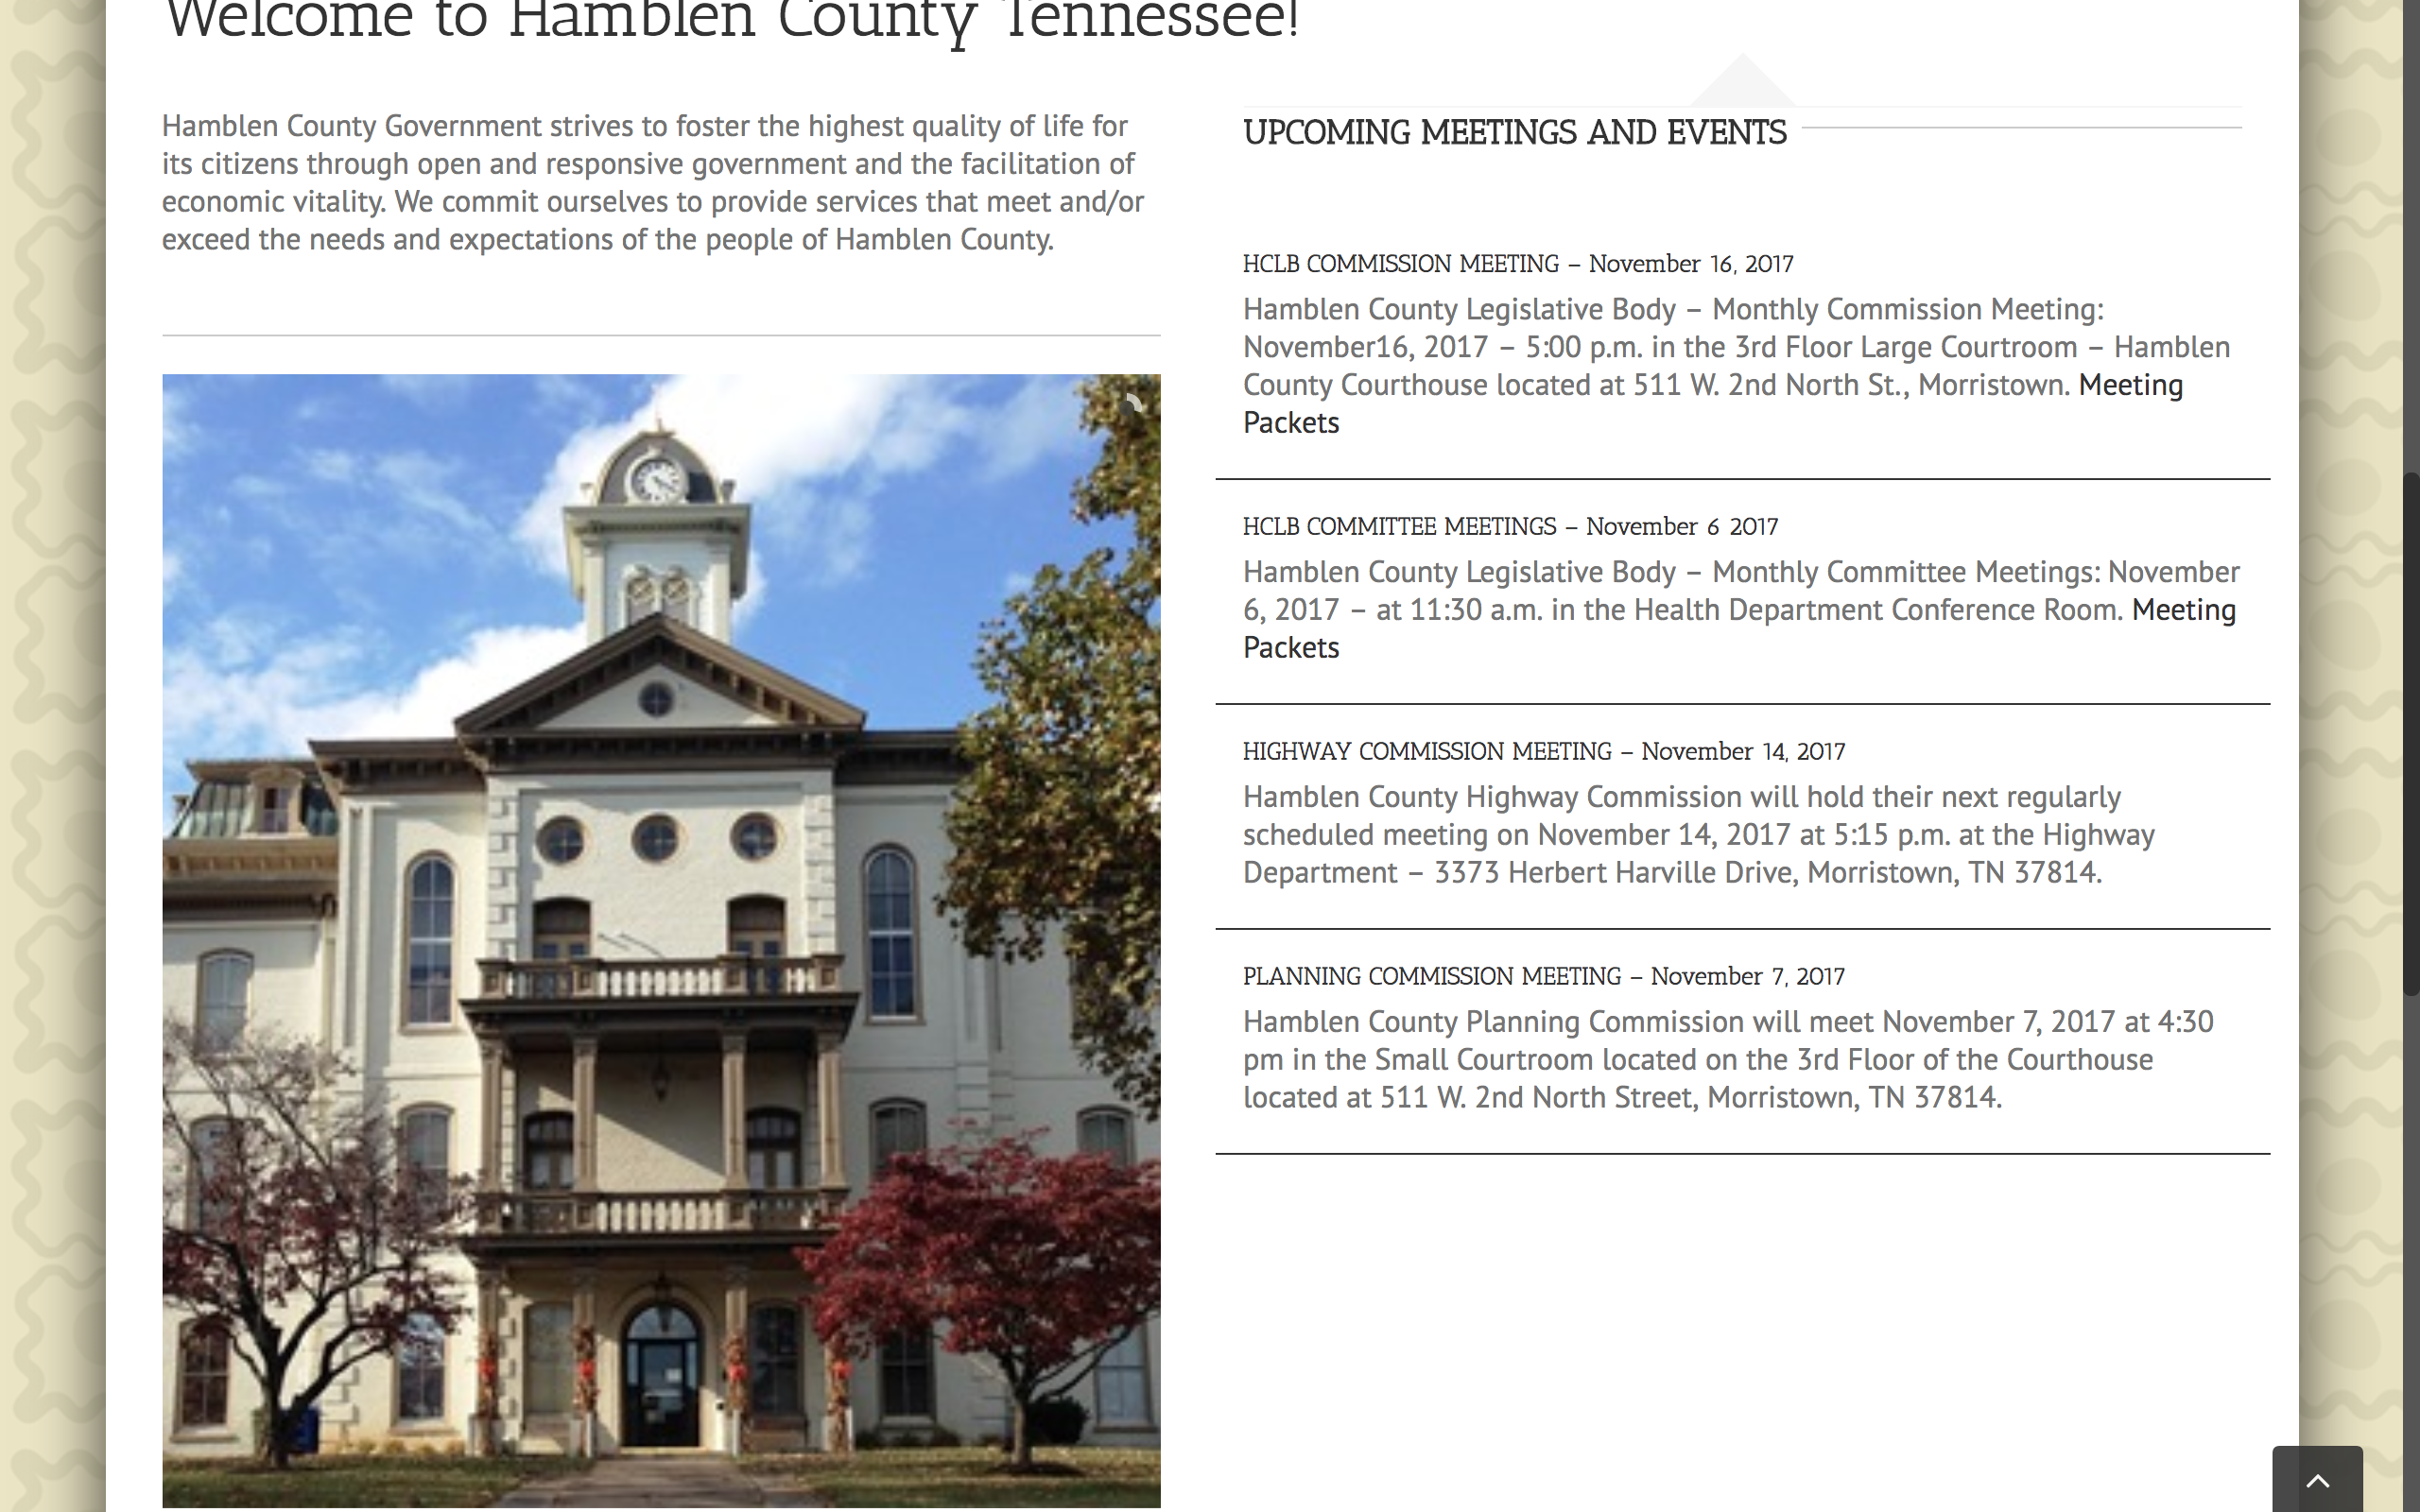 Welcome to Hamblen County Tennessee!
Hamblen County Government strives to foster the highest quality of life for
its citizens through open and responsive government and the facilitation of
economic vitality. We commit ourselves to provide services that meet and/or
exceed the needs and expectations of the people of Hamblen County.
UPCOMING MEETINGS AND EVENTS
HCLB COMMISSION MEETING – November 16, 2017
Hamblen County Legislative Body – Monthly Commission Meeting:
November16, 2017 – 5:00 p.m. in the 3rd Floor Large Courtroom – Hamblen
County Courthouse located at 511 W. 2nd North St., Morristown. Meeting
Packets
HCLB COMMITTEE MEETINGS – November 6 2017
Hamblen County Legislative Body – Monthly Committee Meetings: November
6, 2017 – at 11:30 a.m. in the Health Department Conference Room. Meeting
Packets
HIGHWAY COMMISSION MEETING – November 14, 2017
Hamblen County Highway Commission will hold their next regularly
scheduled meeting on November 14, 2017 at 5:15 p.m. at the Highway
Department – 3373 Herbert Harville Drive, Morristown, TN 37814.
PLANNING COMMISSION MEETING – November 7, 2017
Hamblen County Planning Commission will meet November 7, 2017 at 4:30
pm in the Small Courtroom located on the 3rd Floor of the Courthouse
located at 511 W. 2nd North Street, Morristown, TN 37814.